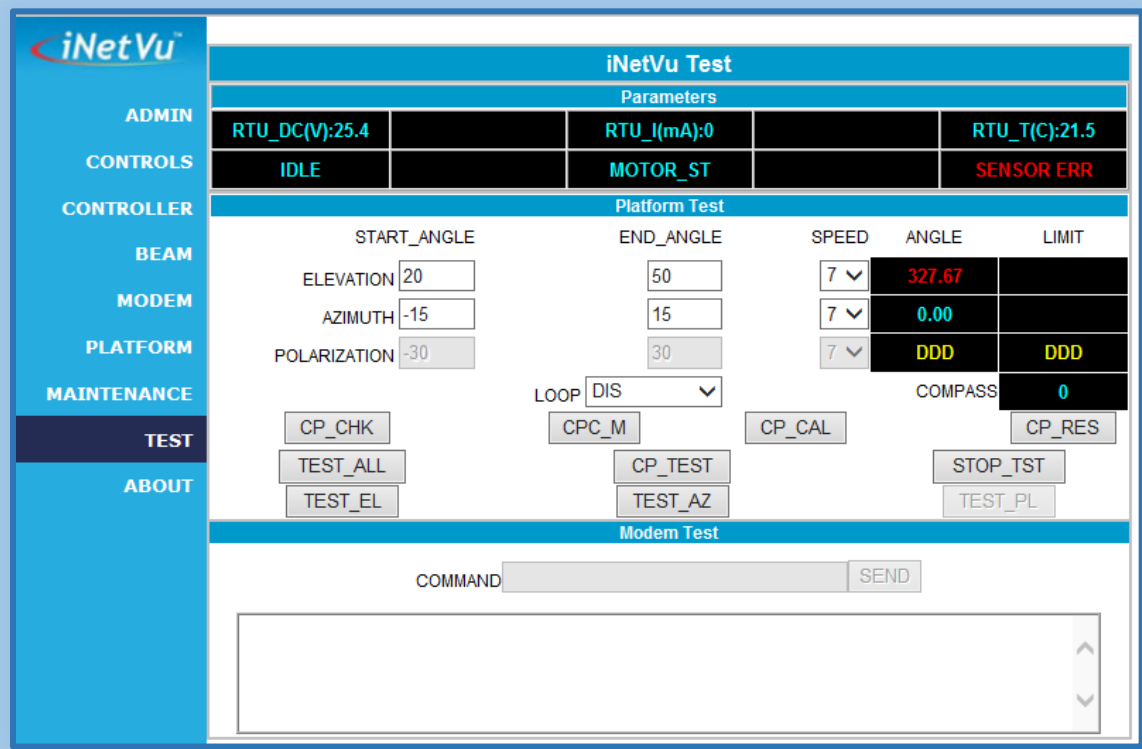 iNetVu™
ADMIN
CONTROLS
CONTROLLER
BEAM
MODEM
PLATFORM
MAINTENANCE
TEST
ABOUT
iNetVu Test
Parameters
RTU_DC(V):25.4 RTU_I(mA):0 RTU_T(C):21.5
IDLE MOTOR_ST SENSOR ERR
Platform Test
START_ANGLE END_ANGLE SPEED ANGLE LIMIT
ELEVATION 20 50 7 327.67
AZIMUTH -15 15 7 0.00
POLARIZATION -30 30 7 DDD DDD
LOOP DIS COMPASS 0
CP_CHK CPC_M CP_CAL CP_RES
TEST_ALL CP_TEST STOP_TST
TEST_EL TEST_AZ TEST_PL
Modem Test
COMMAND SEND